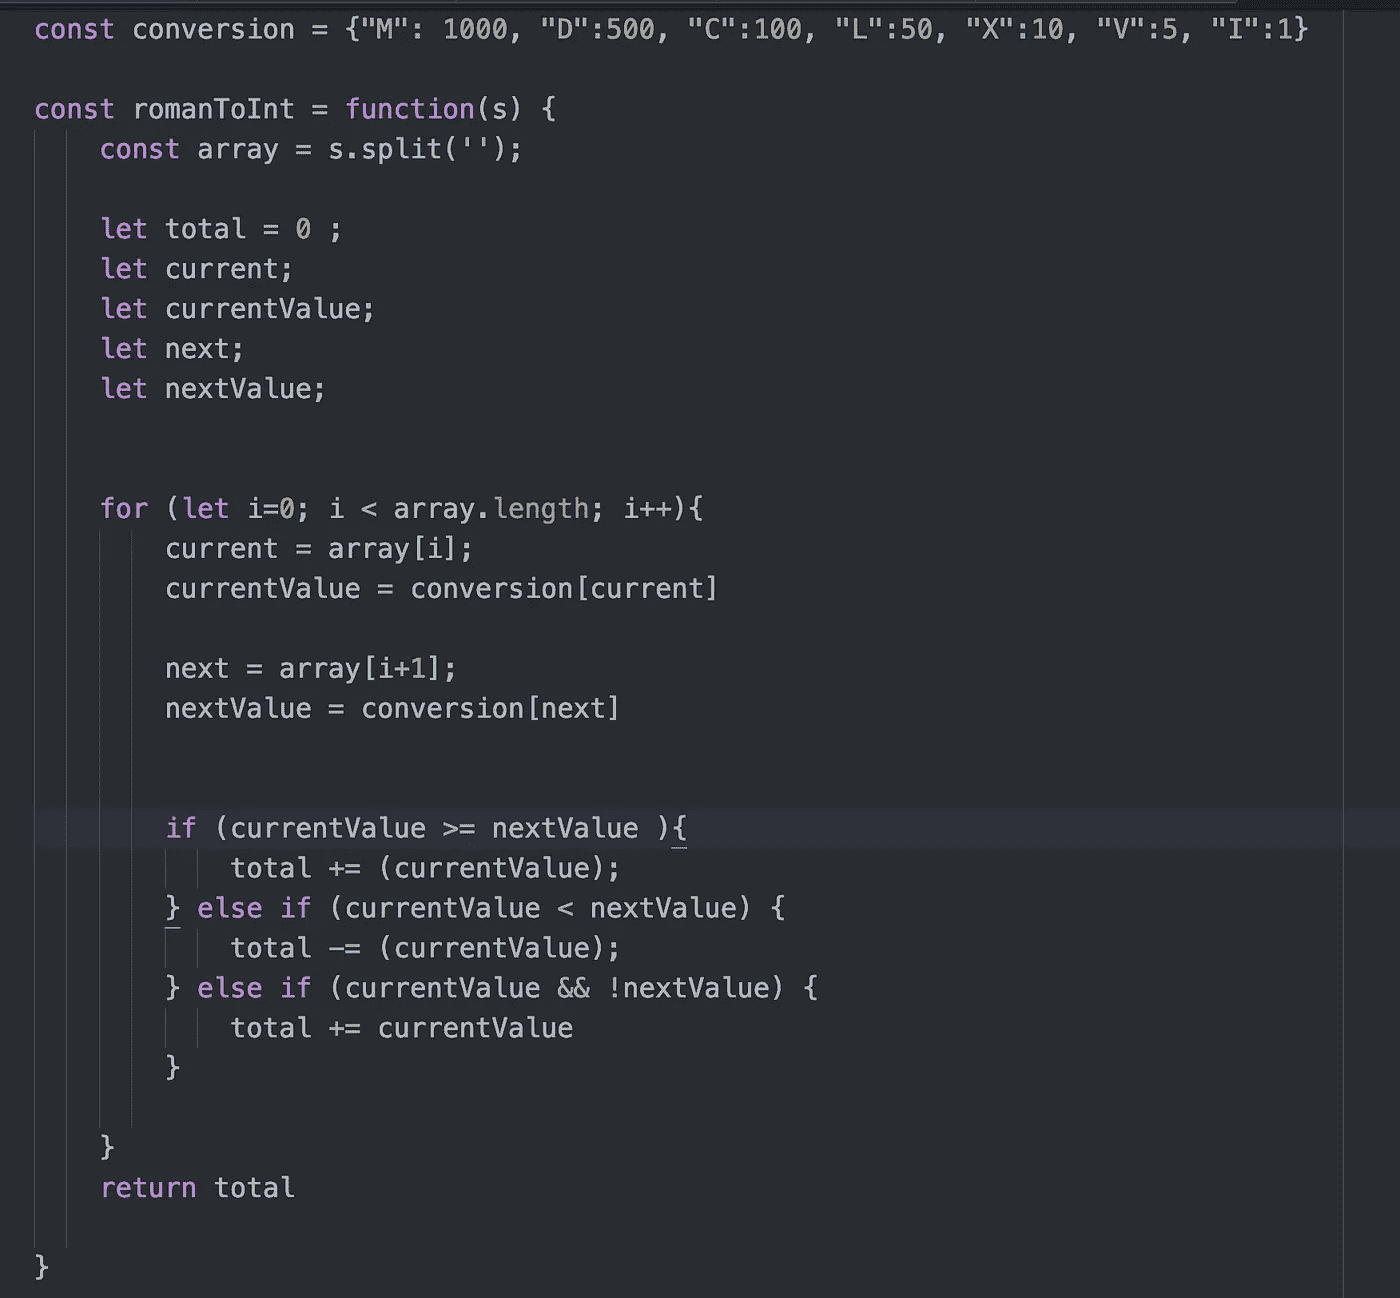 const conversion = {"M": 1000, "D":500, "C":100, "L":50, "X":10, "V":5, "I":1}
const romanToInt = function(s) {
const array = s.split('');
let total = 0 ;
let current;
let currentValue;
let next;
let nextValue;
for (let i=0; i < array.length; i++){
current = array[i];
currentValue = conversion[current]
next = array[i+1];
nextValue = conversion[next]
if (currentValue >= nextValue ){
total += (currentValue);
} else if (currentValue < nextValue) {
total -= (currentValue);
} else if (currentValue && !nextValue) {
total += currentValue
}
}
return total
}